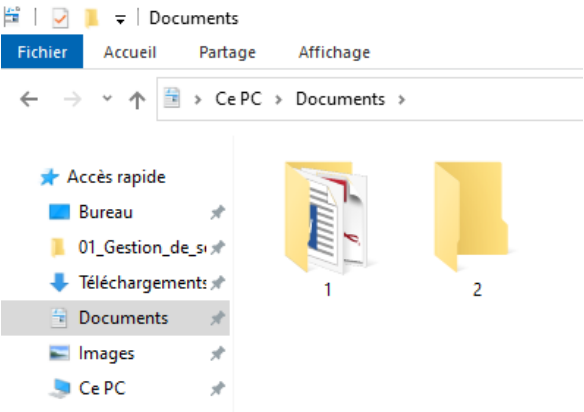 Documents
Fichier Accueil Partage Affichage
Ce PC > Documents >
Accès rapide
Bureau
01_Gestion_de_s
Téléchargements
Documents
Images
Ce PC
1 2